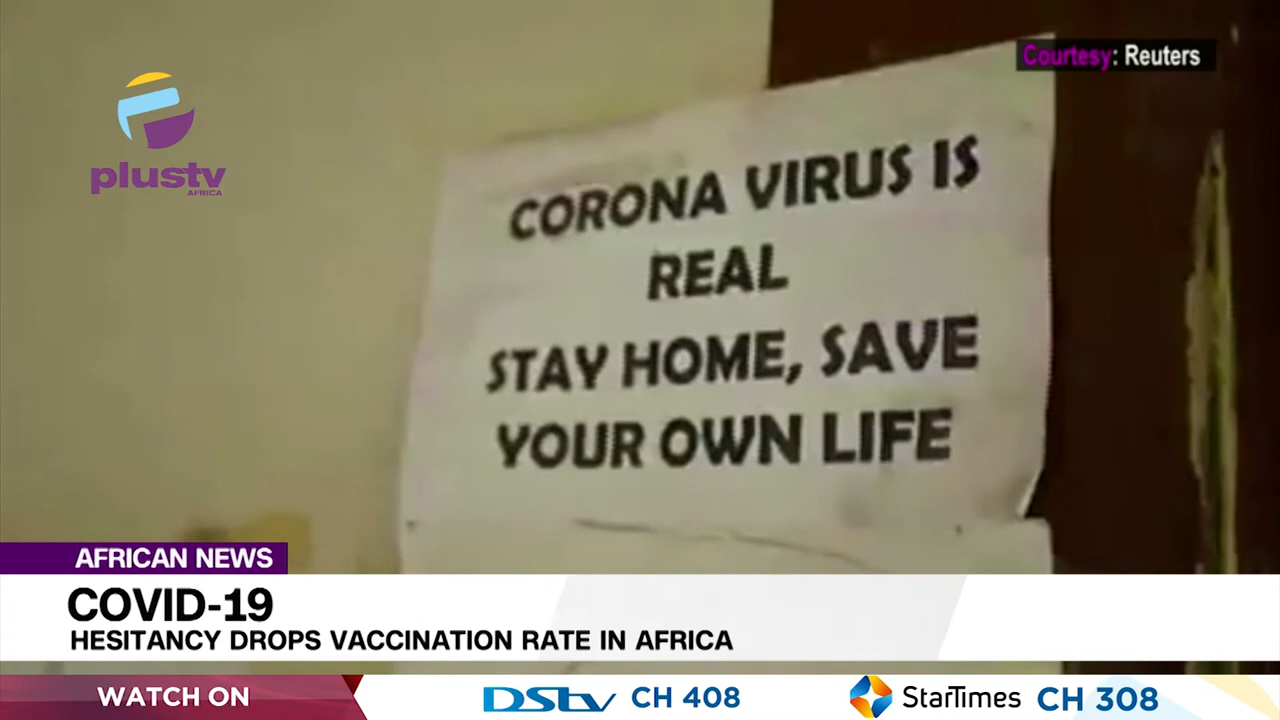 Courtesy: Reuters
plustv
AFRICA
CORONA VIRUS IS
REAL
STAY HOME, SAVE
YOUR OWN LIFE
AFRICAN NEWS
COVID-19
HESITANCY DROPS VACCINATION RATE IN AFRICA
WATCH ON
DStv CH 408
StarTimes CH 308